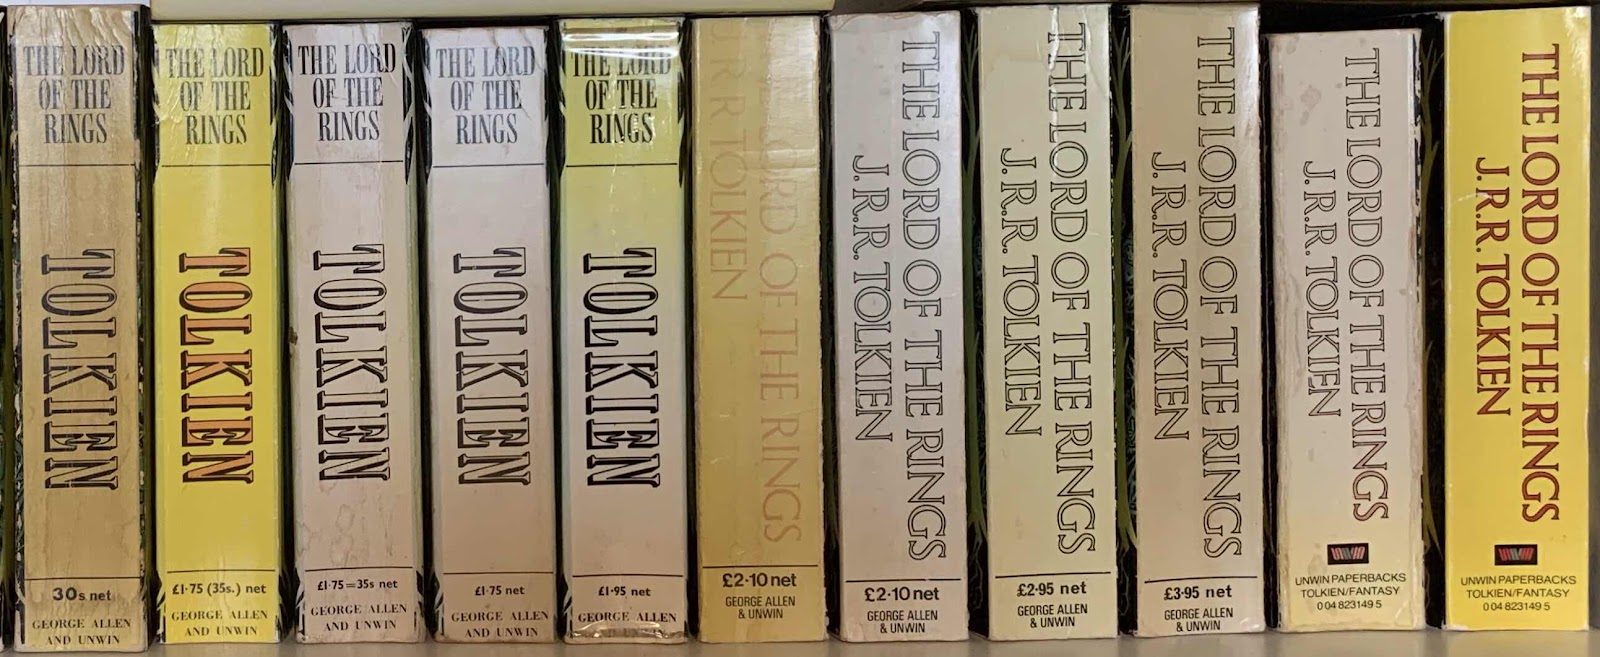 THE LORD
OF THE
RINGS
TOLKIEN
30s net
GEORGE ALLEN
AND UNWIN
THE LORD
OF THE
RINGS
TOLKIEN
£1·75 (35s.) net
GEORGE ALLEN
AND UNWIN
THE LORD
OF THE
RINGS
TOLKIEN
£1·75=35s net
GEORGE ALLEN
AND UNWIN
THE LORD
OF THE
RINGS
TOLKIEN
£1·75 net
GEORGE ALLEN
AND UNWIN
THE LORD
OF THE
RINGS
TOLKIEN
£1·95 net
GEORGE ALLEN
AND UNWIN
THE LORD OF THE RINGS
J.R.R. TOLKIEN
£2·10 net
GEORGE ALLEN
& UNWIN
THE LORD OF THE RINGS
J.R.R. TOLKIEN
£2·10 net
GEORGE ALLEN
& UNWIN
THE LORD OF THE RINGS
J.R.R. TOLKIEN
£2·95 net
GEORGE ALLEN
& UNWIN
THE LORD OF THE RINGS
J.R.R. TOLKIEN
£3·95 net
GEORGE ALLEN
& UNWIN
THE LORD OF THE RINGS
J.R.R. TOLKIEN
UNWIN
UNWIN PAPERBACKS
TOLKIEN/FANTASY
0 04 823149 5
THE LORD OF THE RINGS
J.R.R. TOLKIEN
UNWIN
UNWIN PAPERBACKS
TOLKIEN/FANTASY
0 04 823149 5